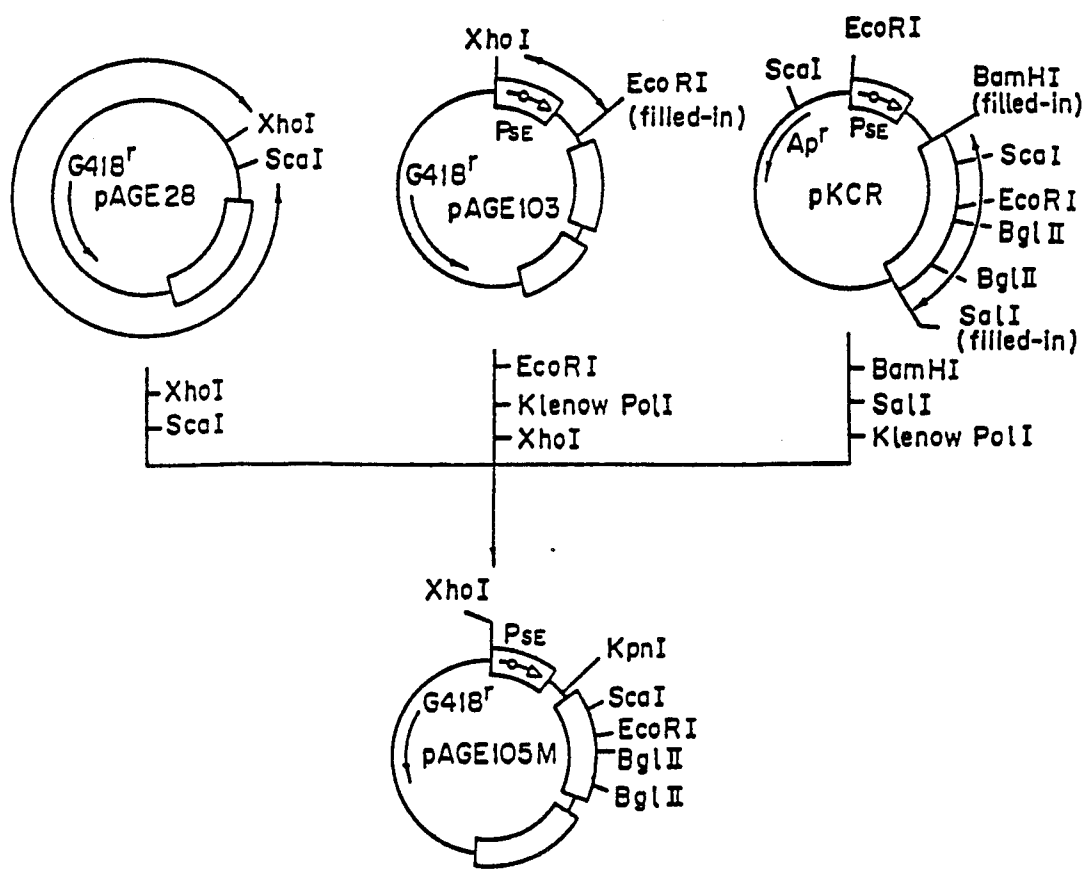 XhoI
ScaI
G418r
pAGE28
XhoI
EcoRI
(filled-in)
PSE
G418r
pAGE103
EcoRI
ScaI
BamHI
(filled-in)
PSE
Apr
pKCR
ScaI
EcoRI
BglII
BglII
SalI
(filled-in)
XhoI
ScaI
EcoRI
Klenow PolI
XhoI
BamHI
SalI
Klenow PolI
XhoI
PSE
KpnI
G418r
ScaI
EcoRI
pAGE105M
BglII
BglII